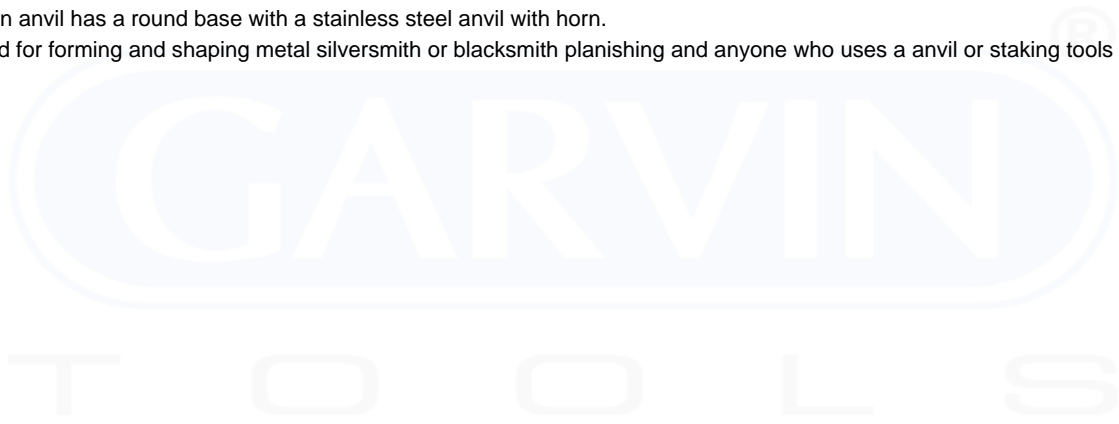 n anvil has a round base with a stainless steel anvil with horn.
d for forming and shaping metal silversmith or blacksmith planishing and anyone who uses a anvil or staking tools
GARVIN®
TOOLS